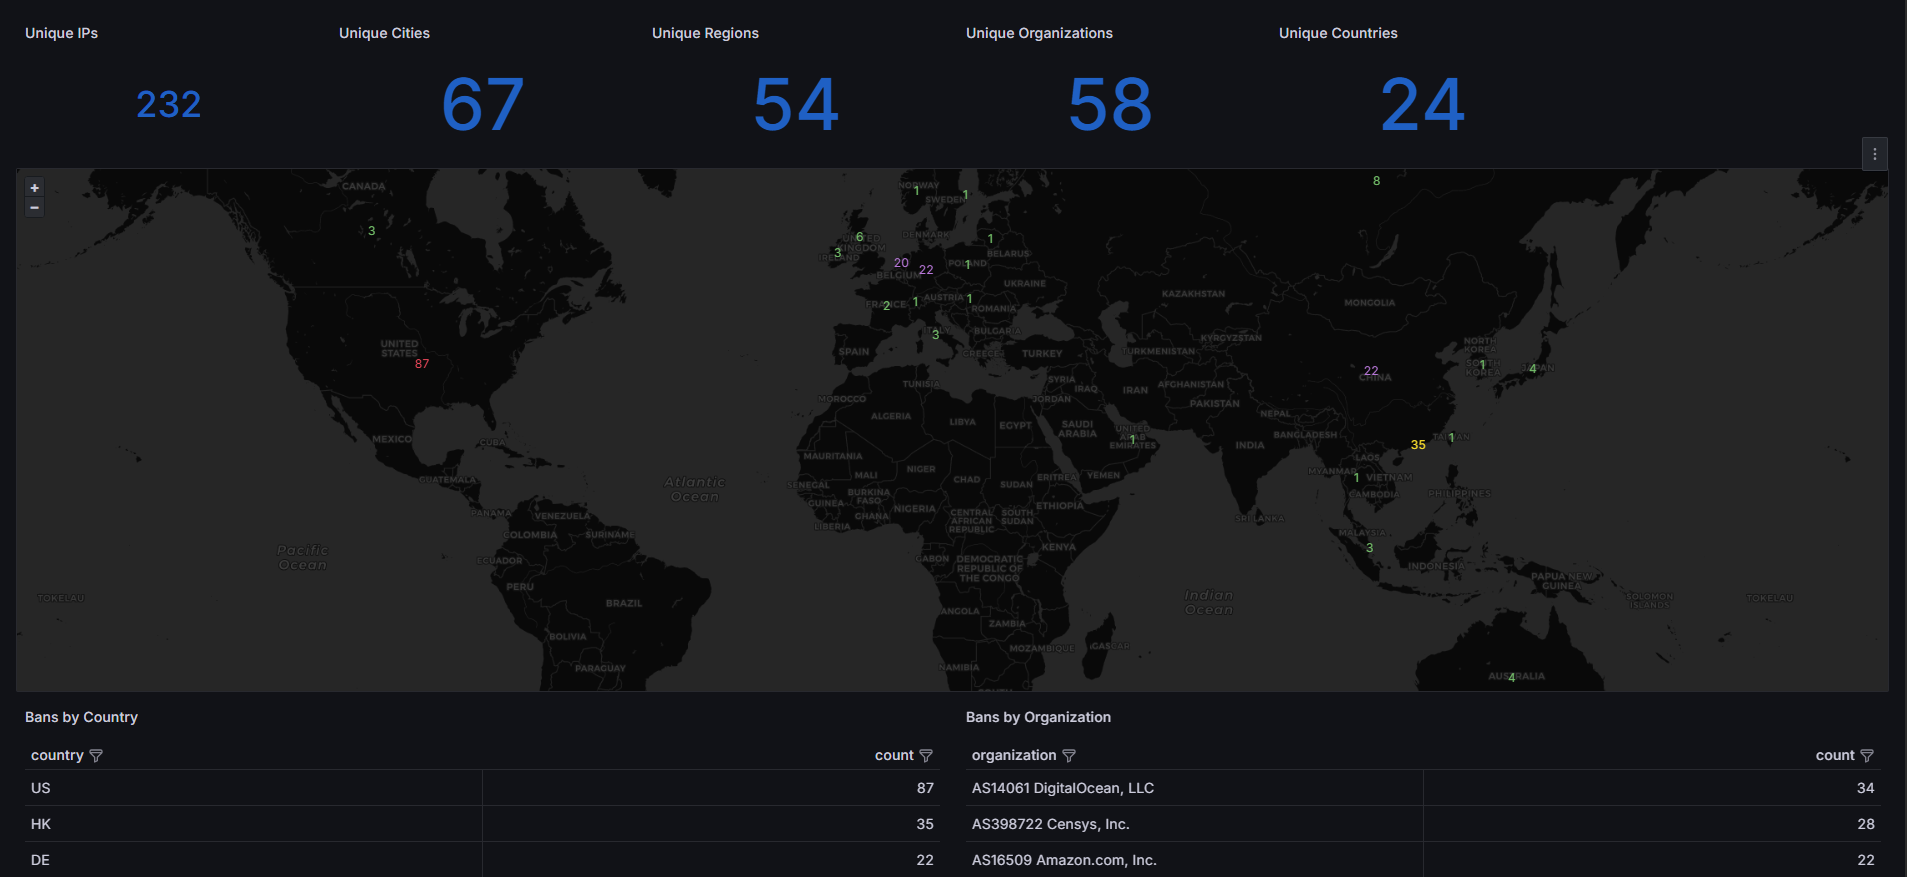 Unique IPs
Unique Cities
Unique Regions
Unique Organizations
Unique Countries
232
67
54
58
24
+
−
CANADA
NORWAY
1
SWEDEN
1
8
3
6
UNITED
KINGDOM
3
IRELAND
DENMARK
1
BELARUS
20
22
BELGIUM
POLAND
1
UKRAINE
KAZAKHSTAN
MONGOLIA
FRANCE
2
1
AUSTRIA
1
ROMANIA
UNITED
STATES
87
3
ITALY
BULGARIA
SPAIN
GREECE
TURKEY
KYRGYZSTAN
TURKMENISTAN
NORTH
KOREA
SOUTH
KOREA
1
4
JAPAN
22
CHINA
TUNISIA
SYRIA
IRAQ
IRAN
AFGHANISTAN
MOROCCO
JORDAN
PAKISTAN
ALGERIA
LIBYA
EGYPT
SAUDI
ARABIA
UNITED
ARAB
EMIRATES
1
NEPAL
BANGLADESH
INDIA
35
TAIWAN
1
MEXICO
CUBA
MAURITANIA
LAOS
MALI
NIGER
CHAD
SUDAN
ERITREA
YEMEN
MYANMAR
1
VIETNAM
GUATEMALA
Atlantic
Ocean
SENEGAL
BURKINA
FASO
GUINEA
CAMBODIA
PHILIPPINES
PANAMA
VENEZUELA
GHANA
NIGERIA
CENTRAL
AFRICAN
REPUBLIC
SOUTH
SUDAN
ETHIOPIA
SRI LANKA
LIBERIA
COLOMBIA
SURINAME
MALAYSIA
3
Pacific
Ocean
ECUADOR
GABON
DEMOCRATIC
REPUBLIC OF
THE CONGO
KENYA
INDONESIA
PAPUA NEW
GUINEA
PERU
BRAZIL
Indian
Ocean
TOKELAU
SOLOMON
ISLANDS
TOKELAU
ANGOLA
ZAMBIA
BOLIVIA
MOZAMBIQUE
GASCAR
PARAGUAY
NAMIBIA
AUSTRALIA
4
Bans by Country
country
count
US
87
HK
35
DE
22
Bans by Organization
organization
count
AS14061 DigitalOcean, LLC
34
AS398722 Censys, Inc.
28
AS16509 Amazon.com, Inc.
22